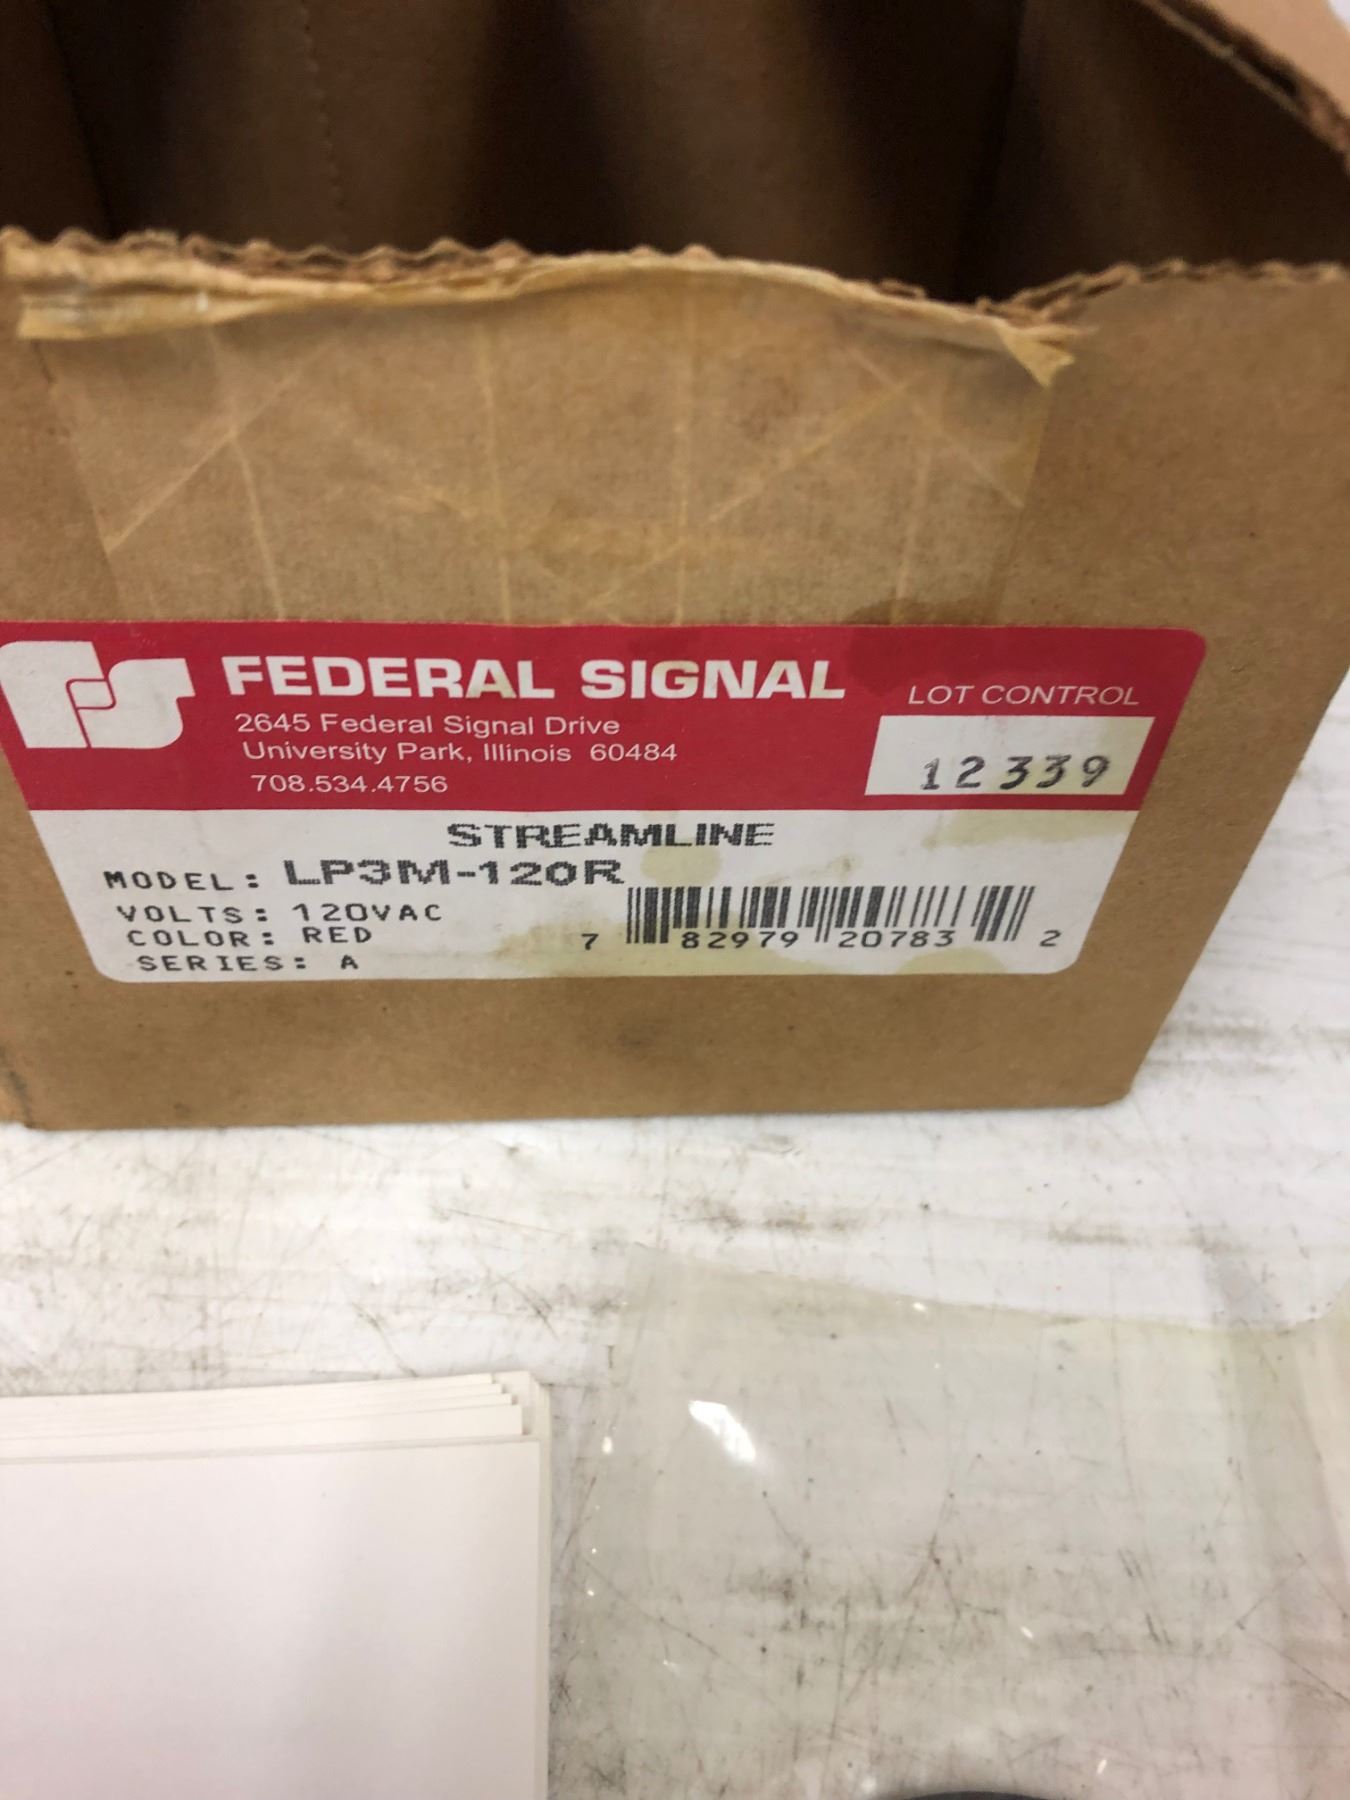 FS FEDERAL SIGNAL
2645 Federal Signal Drive
University Park, Illinois 60484
708.534.4756
LOT CONTROL
12339
STREAMLINE
MODEL: LP3M-120R
VOLTS: 120VAC
COLOR: RED
SERIES: A
7 82979 20783 2